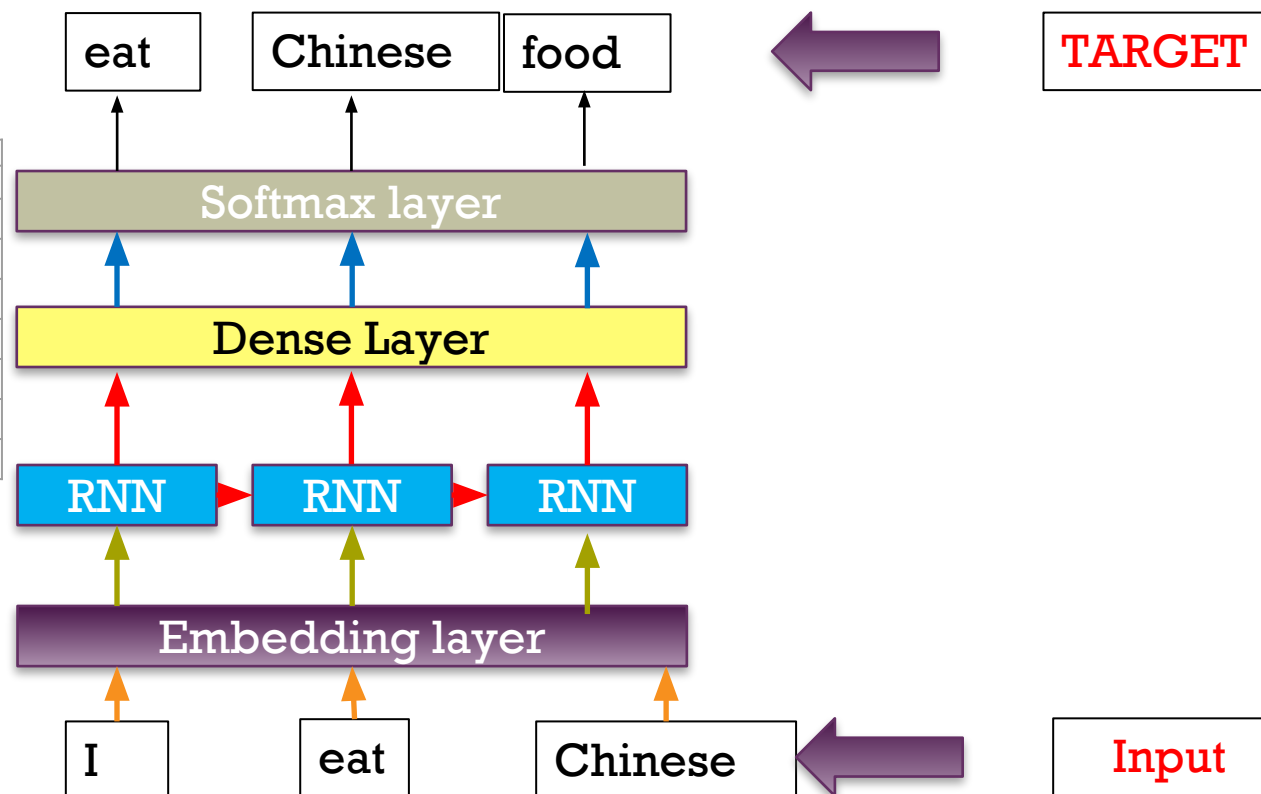 eat Chinese food TARGET
Softmax layer
Dense Layer
RNN RNN RNN
Embedding layer
I eat Chinese Input